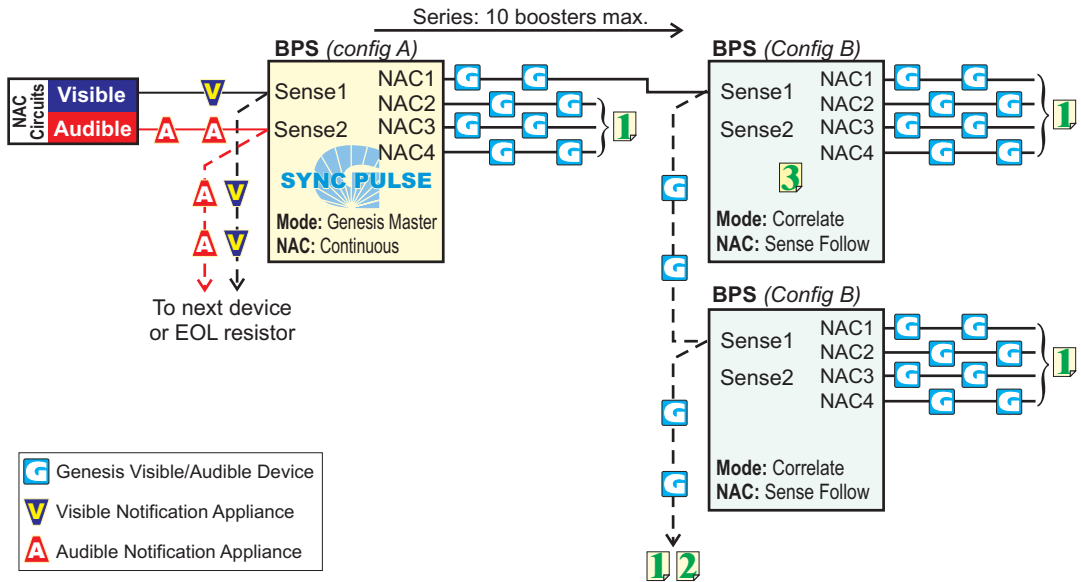 Series: 10 boosters max.
BPS (config A)
NAC Circuits
Visible
Audible
V
A
A
Sense1
Sense2
NAC1
NAC2
NAC3
NAC4
G
G
G
G
G
G
G
G
1
SYNC PULSE
Mode: Genesis Master
NAC: Continuous
A
V
A
V
To next device
or EOL resistor
BPS (Config B)
Sense1
Sense2
NAC1
NAC2
NAC3
NAC4
G
G
G
G
G
G
G
G
1
3
Mode: Correlate
NAC: Sense Follow
G
G
BPS (Config B)
Sense1
Sense2
NAC1
NAC2
NAC3
NAC4
G
G
G
G
G
G
G
G
1
Mode: Correlate
NAC: Sense Follow
G
G
1 2
G Genesis Visible/Audible Device
V Visible Notification Appliance
A Audible Notification Appliance